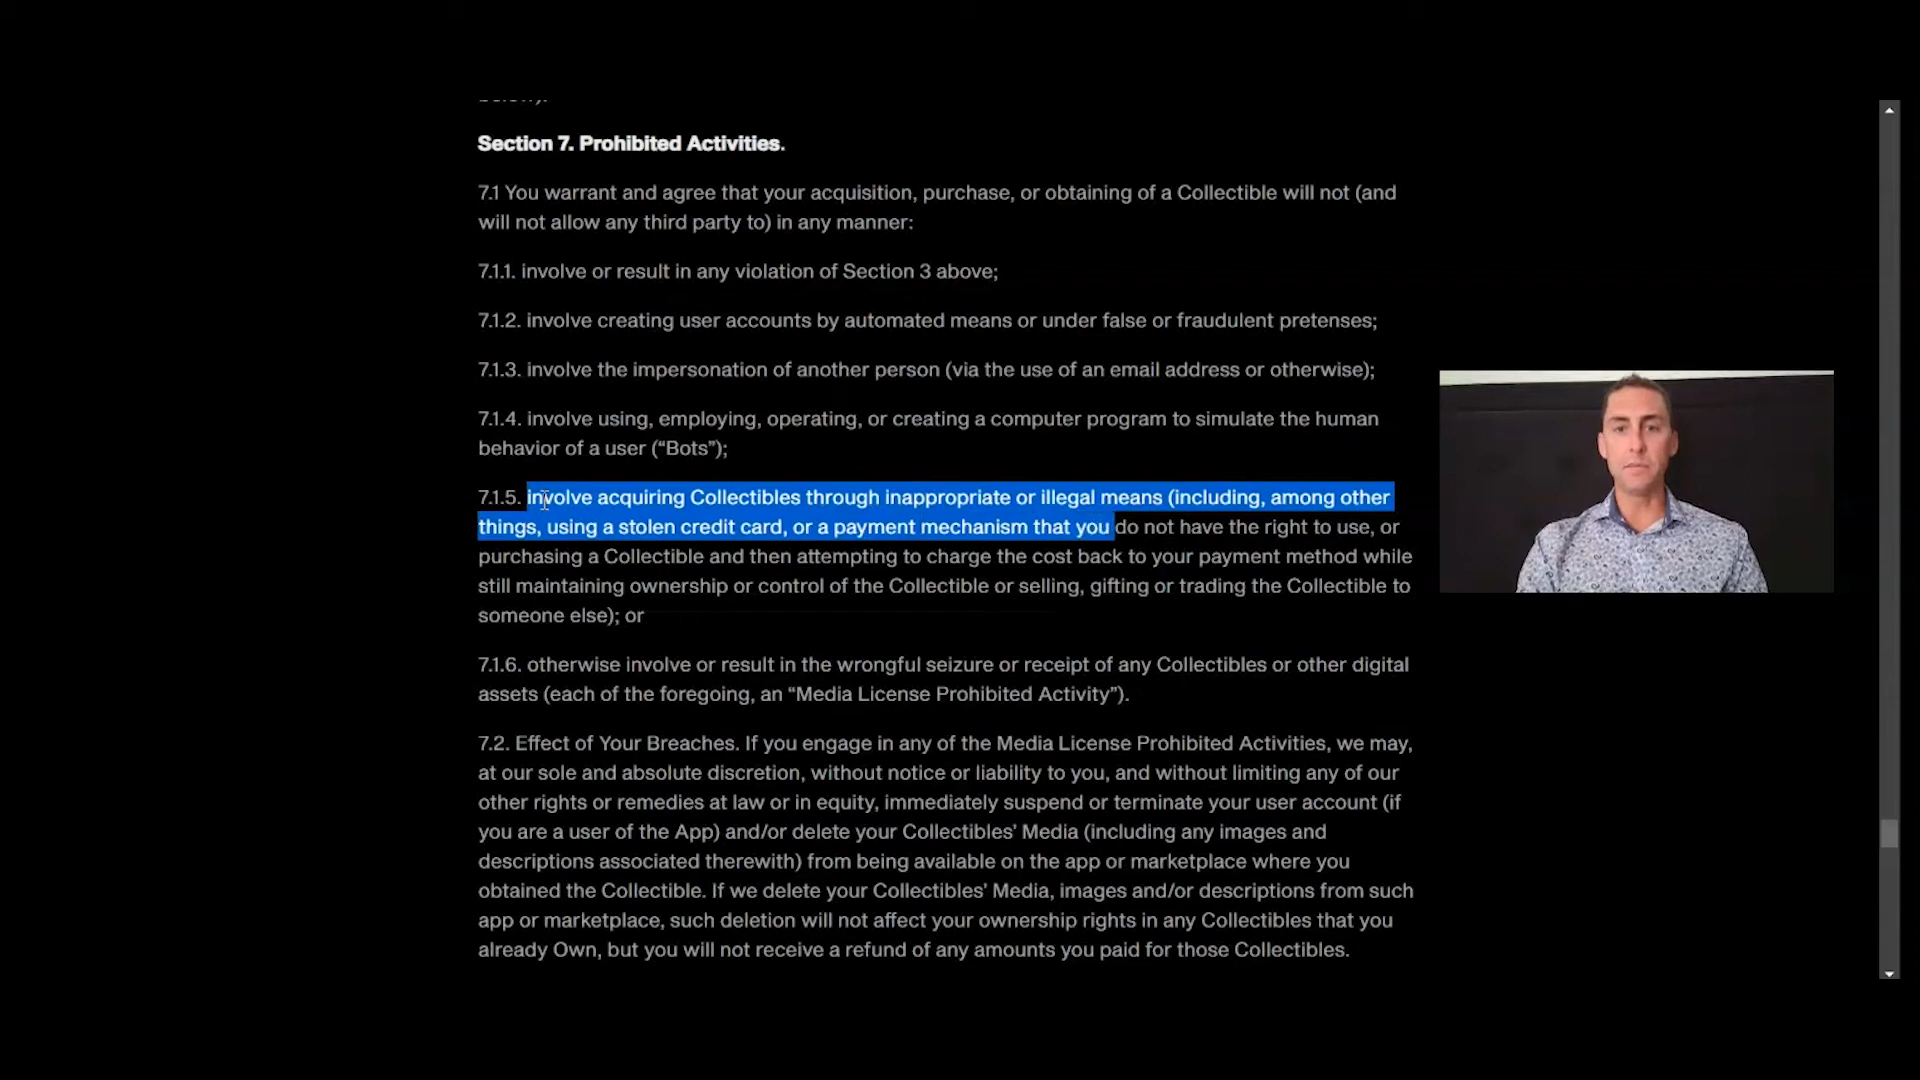 Section 7. Prohibited Activities.
7.1 You warrant and agree that your acquisition, purchase, or obtaining of a Collectible will not (and
will not allow any third party to) in any manner:
7.1.1. involve or result in any violation of Section 3 above;
7.1.2. involve creating user accounts by automated means or under false or fraudulent pretenses;
7.1.3. involve the impersonation of another person (via the use of an email address or otherwise);
7.1.4. involve using, employing, operating, or creating a computer program to simulate the human
behavior of a user (“Bots”);
7.1.5. involve acquiring Collectibles through inappropriate or illegal means (including, among other
things, using a stolen credit card, or a payment mechanism that you do not have the right to use, or
purchasing a Collectible and then attempting to charge the cost back to your payment method while
still maintaining ownership or control of the Collectible or selling, gifting or trading the Collectible to
someone else); or
7.1.6. otherwise involve or result in the wrongful seizure or receipt of any Collectibles or other digital
assets (each of the foregoing, an “Media License Prohibited Activity”).
7.2. Effect of Your Breaches. If you engage in any of the Media License Prohibited Activities, we may,
at our sole and absolute discretion, without notice or liability to you, and without limiting any of our
other rights or remedies at law or in equity, immediately suspend or terminate your user account (if
you are a user of the App) and/or delete your Collectibles’ Media (including any images and
descriptions associated therewith) from being available on the app or marketplace where you
obtained the Collectible. If we delete your Collectibles’ Media, images and/or descriptions from such
app or marketplace, such deletion will not affect your ownership rights in any Collectibles that you
already Own, but you will not receive a refund of any amounts you paid for those Collectibles.